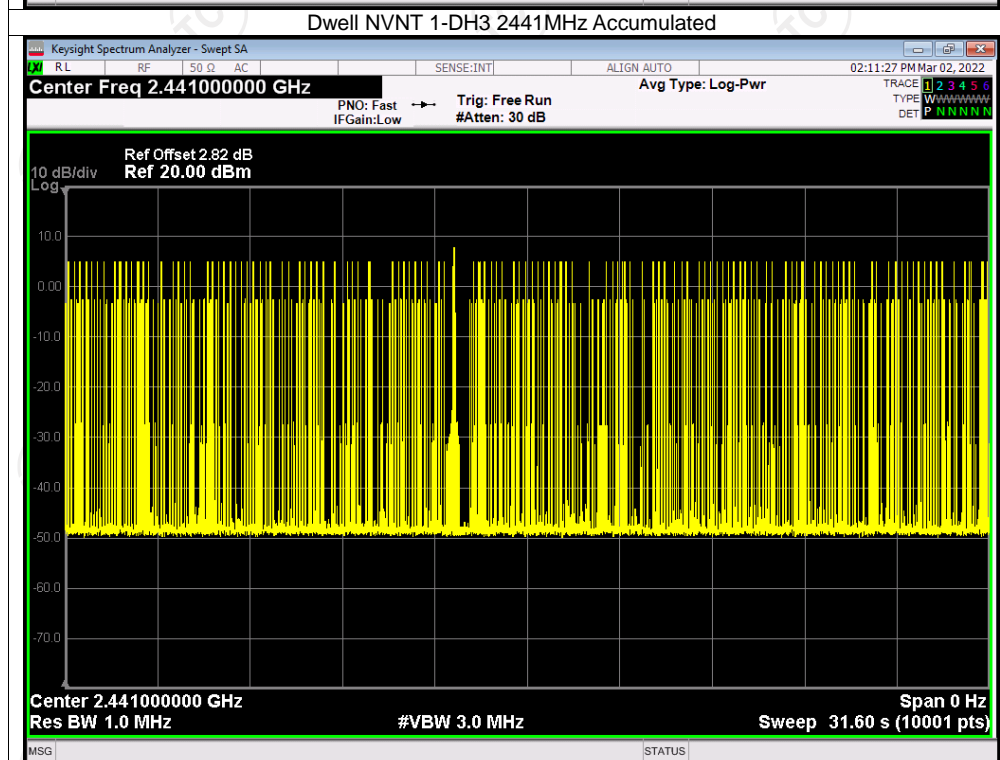 Dwell NVNT 1-DH3 2441MHz Accumulated
Keysight Spectrum Analyzer - Swept SA
LXI RL RF 50 Ω AC SENSE:INT ALIGN AUTO 02:11:27 PM Mar 02, 2022
Center Freq 2.441000000 GHz Avg Type: Log-Pwr TRACE 1 2 3 4 5 6
PNO: Fast Trig: Free Run TYPE WWWWWW
IFGain:Low #Atten: 30 dB DET P N N N N N
Ref Offset 2.82 dB
10 dB/div Ref 20.00 dBm
Log
10.0
0.00
-10.0
-20.0
-30.0
-40.0
-50.0
-60.0
-70.0
Center 2.441000000 GHz Span 0 Hz
Res BW 1.0 MHz #VBW 3.0 MHz Sweep 31.60 s (10001 pts)
MSG STATUS